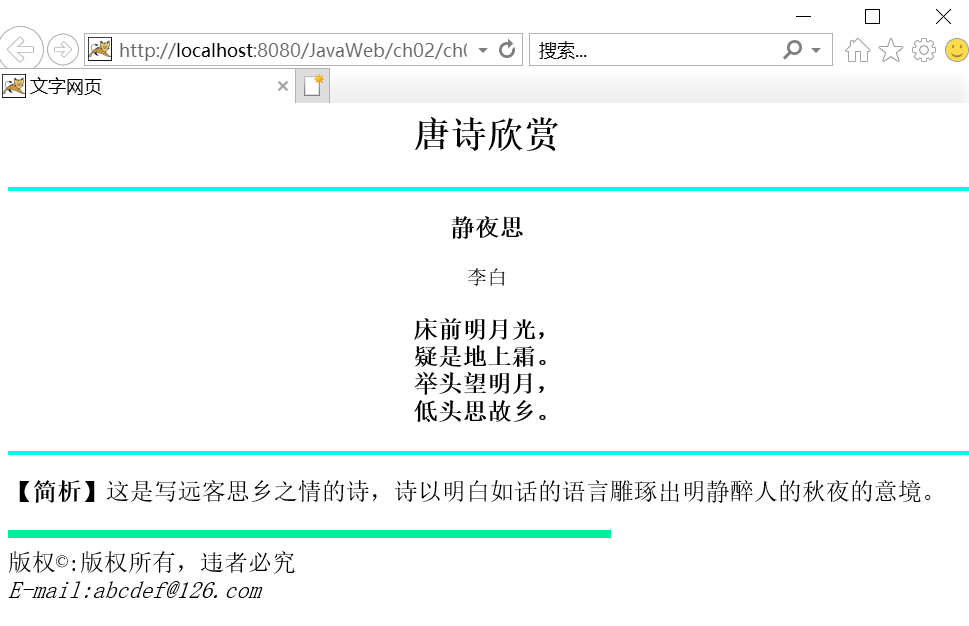 http://localhost:8080/JavaWeb/ch02/ch0
搜索...
文字网页
唐诗欣赏
静夜思
李白
床前明月光，
疑是地上霜。
举头望明月，
低头思故乡。
【简析】这是写远客思乡之情的诗，诗以明白如话的语言雕琢出明静醉人的秋夜的意境。
版权©:版权所有，违者必究
E-mail:abcdef@126.com